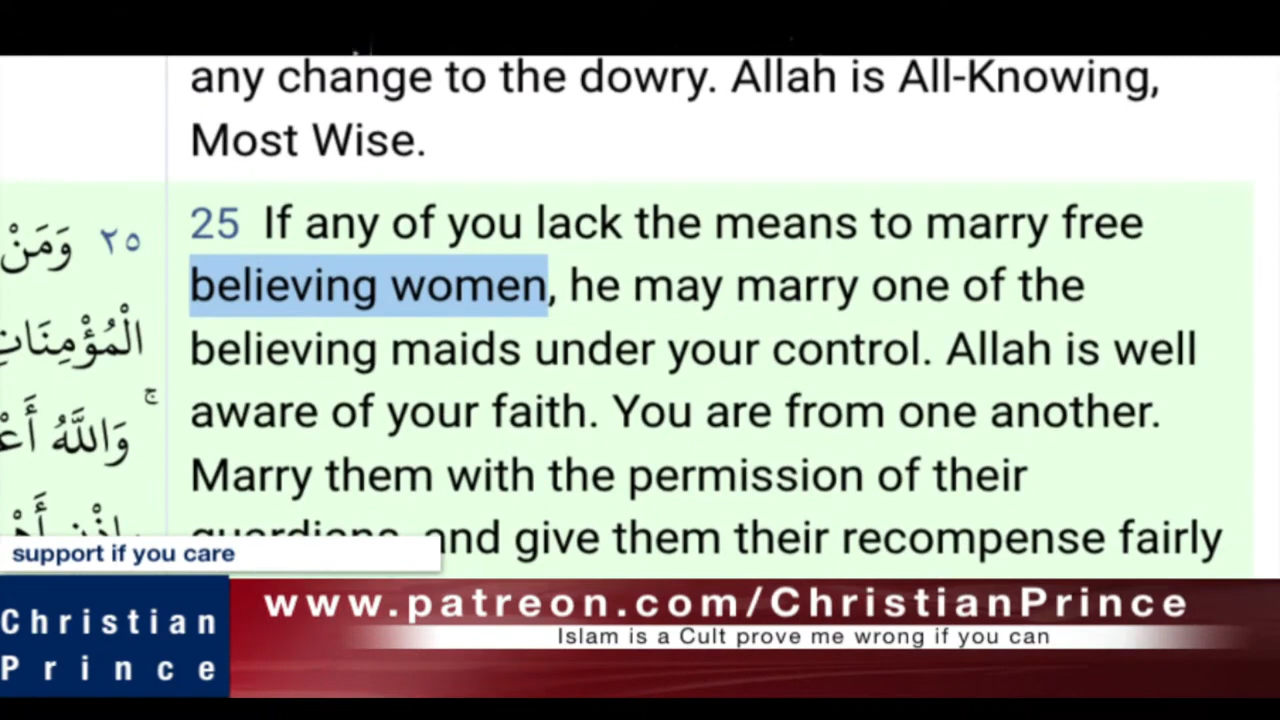 any change to the dowry. Allah is All-Knowing,
Most Wise.
25 If any of you lack the means to marry free
believing women, he may marry one of the
believing maids under your control. Allah is well
aware of your faith. You are from one another.
Marry them with the permission of their
and give them their recompense fairly
٢٥ وَمَنْ
الْمُؤْمِنَاتِ
ۚ وَاللَّهُ
support if you care
Christian
Prince
www.patreon.com/ChristianPrince
Islam is a Cult prove me wrong if you can